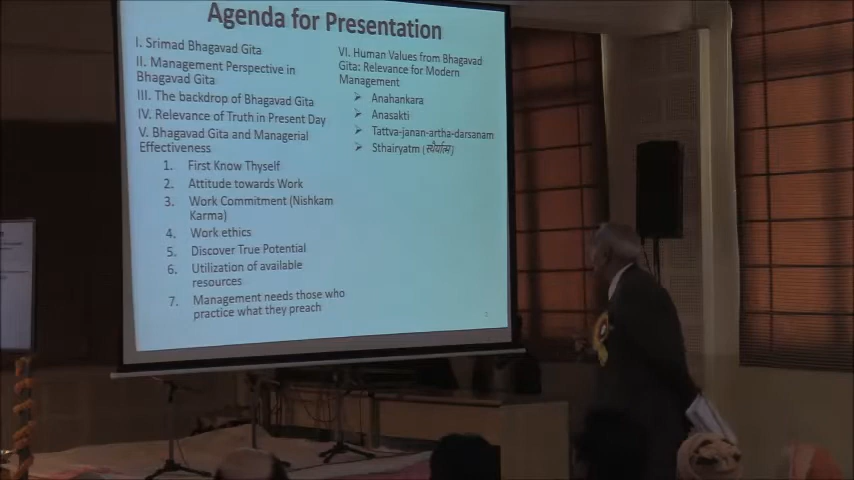 Agenda for Presentation
I. Srimad Bhagavad Gita
II. Management Perspective in
Bhagavad Gita
III. The backdrop of Bhagavad Gita
IV. Relevance of Truth in Present Day
V. Bhagavad Gita and Managerial
Effectiveness
1. First Know Thyself
2. Attitude towards Work
3. Work Commitment (Nishkam
Karma)
4. Work ethics
5. Discover True Potential
6. Utilization of available
resources
7. Management needs those who
practice what they preach
VI. Human Values from Bhagavad
Gita: Relevance for Modern
Management
➤ Anahankara
➤ Anasakti
➤ Tattva-janan-artha-darsanam
➤ Sthairyatm